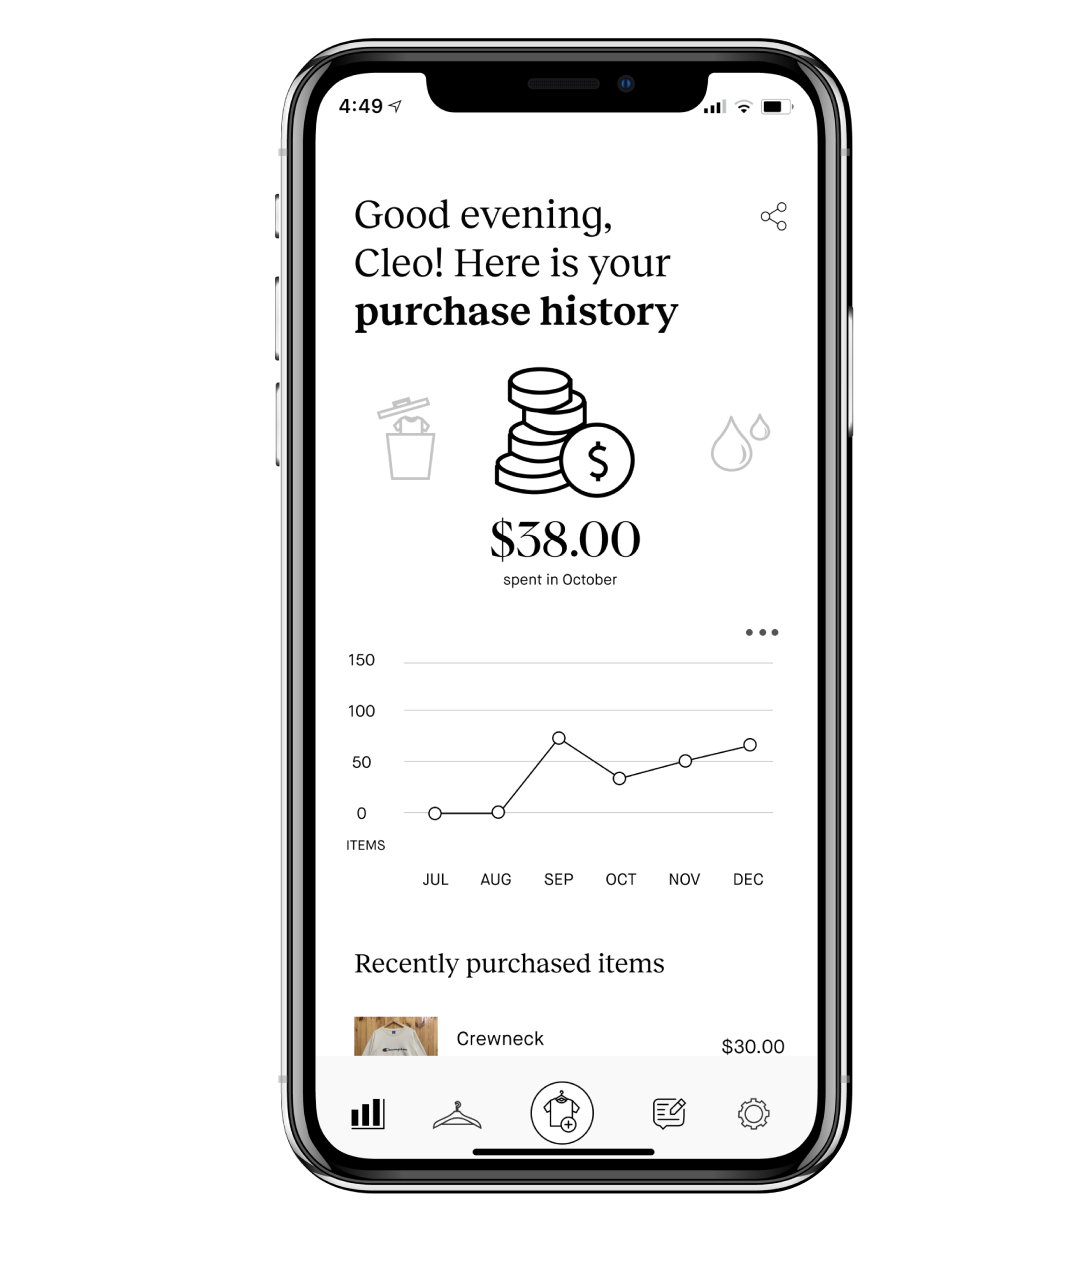 4:49
Good evening,
Cleo! Here is your
purchase history
$
$38.00
spent in October
150
100
50
0
ITEMS
JUL AUG SEP OCT NOV DEC
Recently purchased items
Crewneck
$30.00